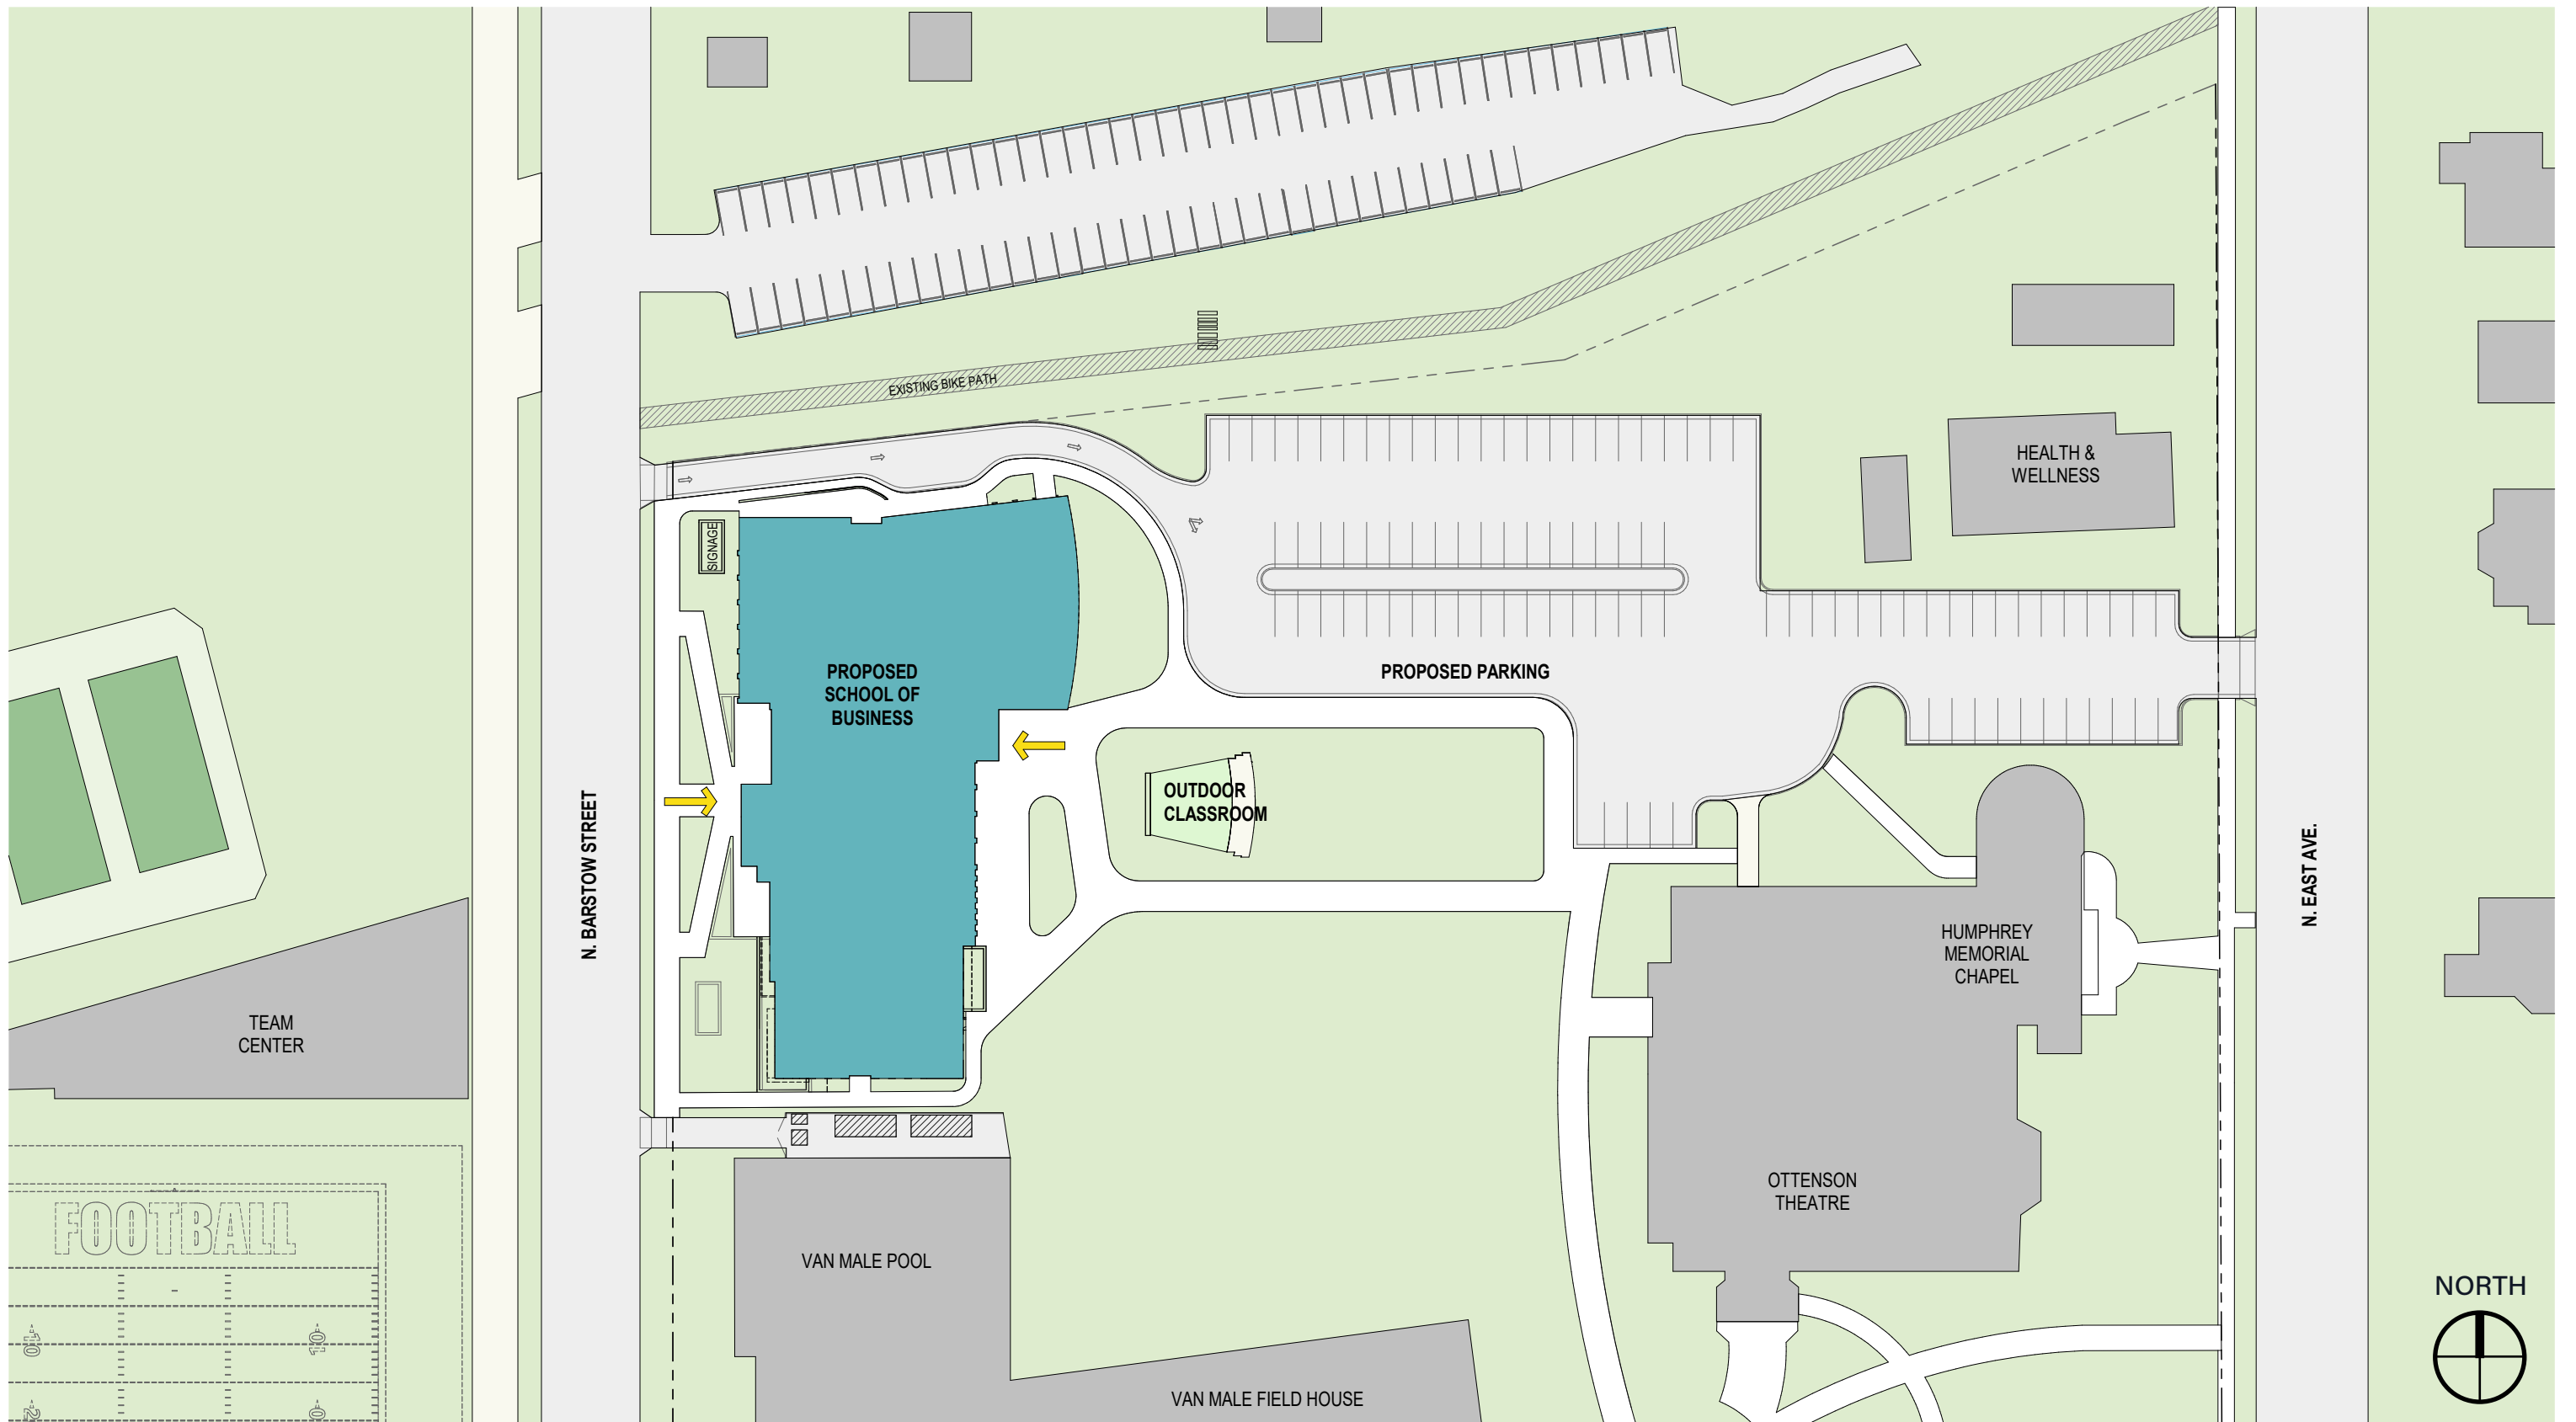 EXISTING BIKE PATH
HEALTH &
WELLNESS
SIGNAGE
PROPOSED
SCHOOL OF
BUSINESS
PROPOSED PARKING
OUTDOOR
CLASSROOM
N. BARSTOW STREET
N. EAST AVE.
HUMPHREY
MEMORIAL
CHAPEL
TEAM
CENTER
OTTENSON
THEATRE
FOOTBALL
VAN MALE POOL
NORTH
10
VAN MALE FIELD HOUSE